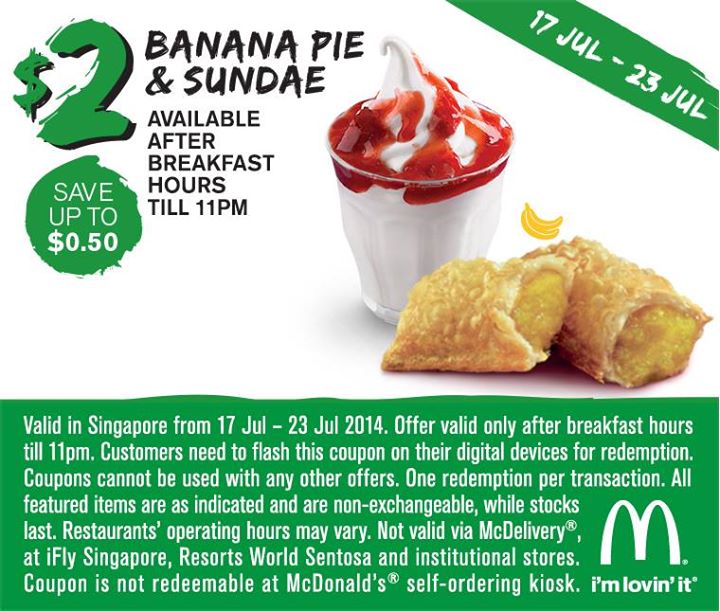 $2 BANANA PIE
& SUNDAE
AVAILABLE
AFTER
BREAKFAST
HOURS
TILL 11PM
SAVE
UP TO
$0.50
17 JUL - 23 JUL
Valid in Singapore from 17 Jul – 23 Jul 2014. Offer valid only after breakfast hours
till 11pm. Customers need to flash this coupon on their digital devices for redemption.
Coupons cannot be used with any other offers. One redemption per transaction. All
featured items are as indicated and are non-exchangeable, while stocks
last. Restaurants' operating hours may vary. Not valid via McDelivery®,
at iFly Singapore, Resorts World Sentosa and institutional stores.
Coupon is not redeemable at McDonald's® self-ordering kiosk.
i'm lovin' it®